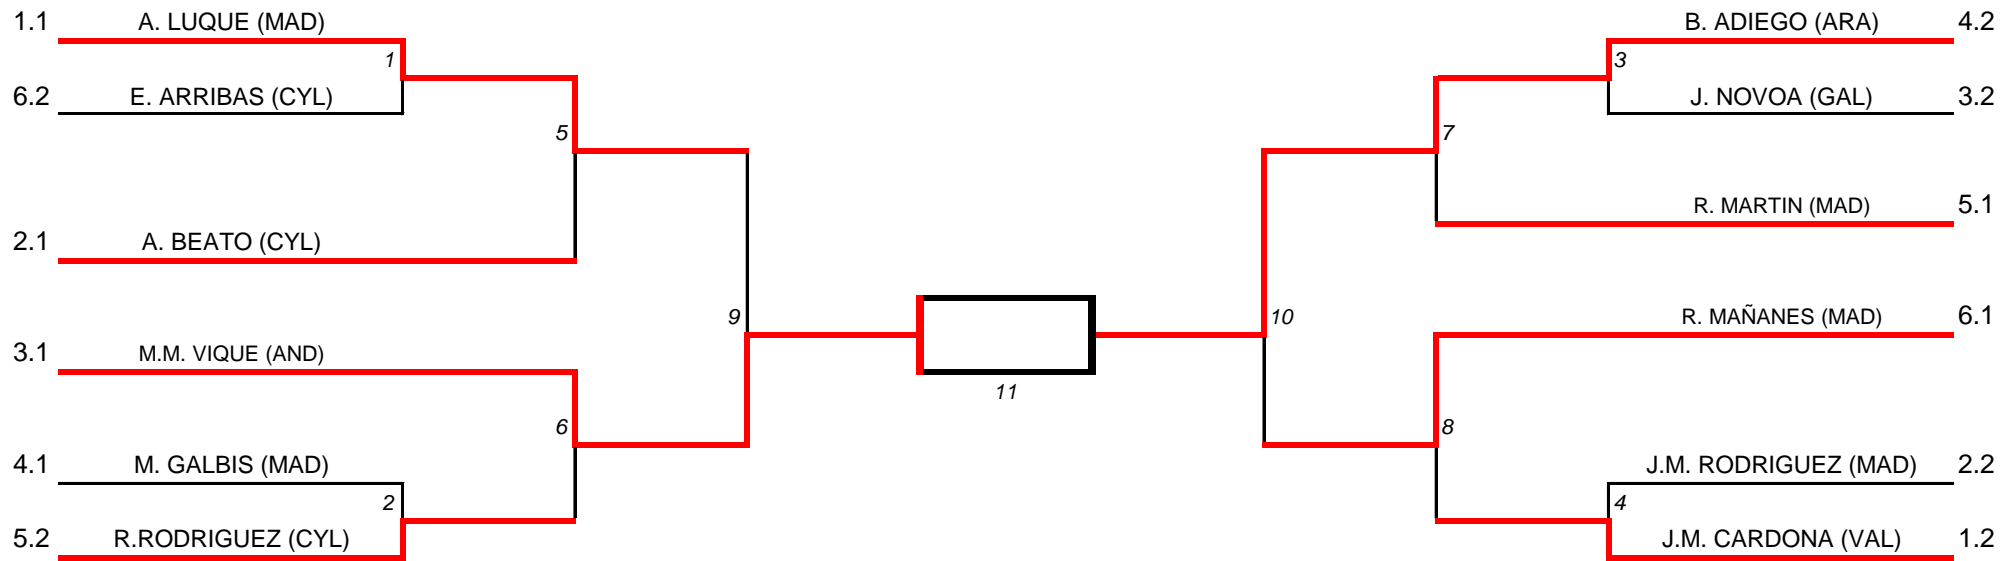 1.1 A. LUQUE (MAD)
1
6.2 E. ARRIBAS (CYL)
5
2.1 A. BEATO (CYL)
9
3.1 M.M. VIQUE (AND)
6
4.1 M. GALBIS (MAD)
2
5.2 R.RODRIGUEZ (CYL)
11
B. ADIEGO (ARA) 4.2
3
J. NOVOA (GAL) 3.2
7
R. MARTIN (MAD) 5.1
10
R. MAÑANES (MAD) 6.1
8
J.M. RODRIGUEZ (MAD) 2.2
4
J.M. CARDONA (VAL) 1.2